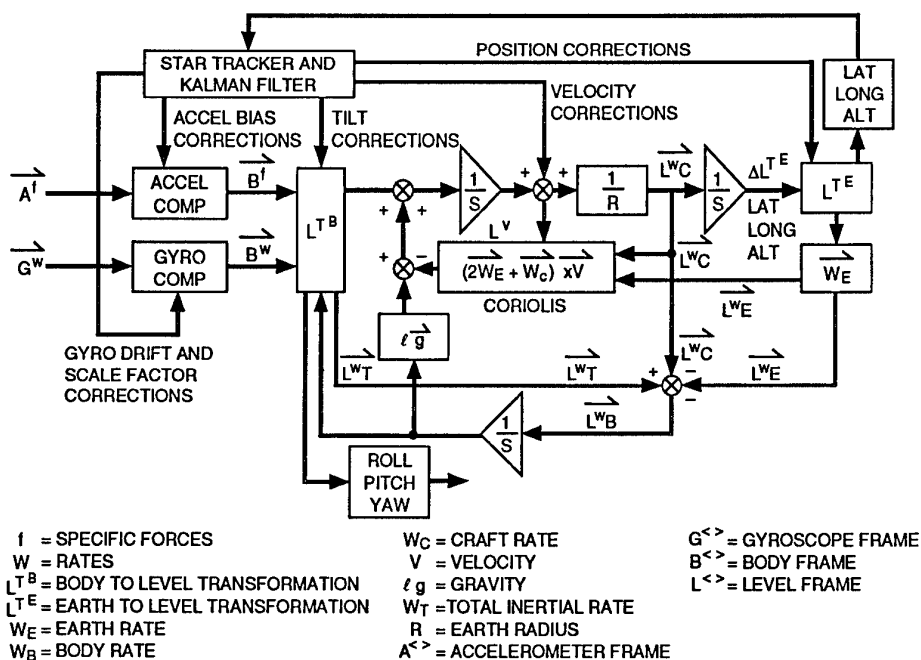 STAR TRACKER AND
KALMAN FILTER
POSITION CORRECTIONS
LAT
LONG
ALT
ACCEL BIAS
CORRECTIONS
TILT
CORRECTIONS
VELOCITY
CORRECTIONS
A^f
ACCEL
COMP
B^f
G^w
GYRO
COMP
B^w
L^T B
+
+
+
1/S
+
+
+
1/R
L^w C
1/S
ΔL^T E
LAT
LONG
ALT
L^T E
L^v
+
−
(2W_E + W_c) xV
CORIOLIS
L^w C
L^w E
W_E
ℓ g
GYRO DRIFT AND
SCALE FACTOR
CORRECTIONS
L^w T
L^w T
L^w C
+
−
−
L^w E
L^w B
1/S
ROLL
PITCH
YAW
f = SPECIFIC FORCES
W = RATES
L^T B = BODY TO LEVEL TRANSFORMATION
L^T E = EARTH TO LEVEL TRANSFORMATION
W_E = EARTH RATE
W_B = BODY RATE
W_C = CRAFT RATE
V = VELOCITY
ℓ g = GRAVITY
W_T = TOTAL INERTIAL RATE
R = EARTH RADIUS
A^< > = ACCELEROMETER FRAME
G^< > = GYROSCOPE FRAME
B^< > = BODY FRAME
L^< > = LEVEL FRAME